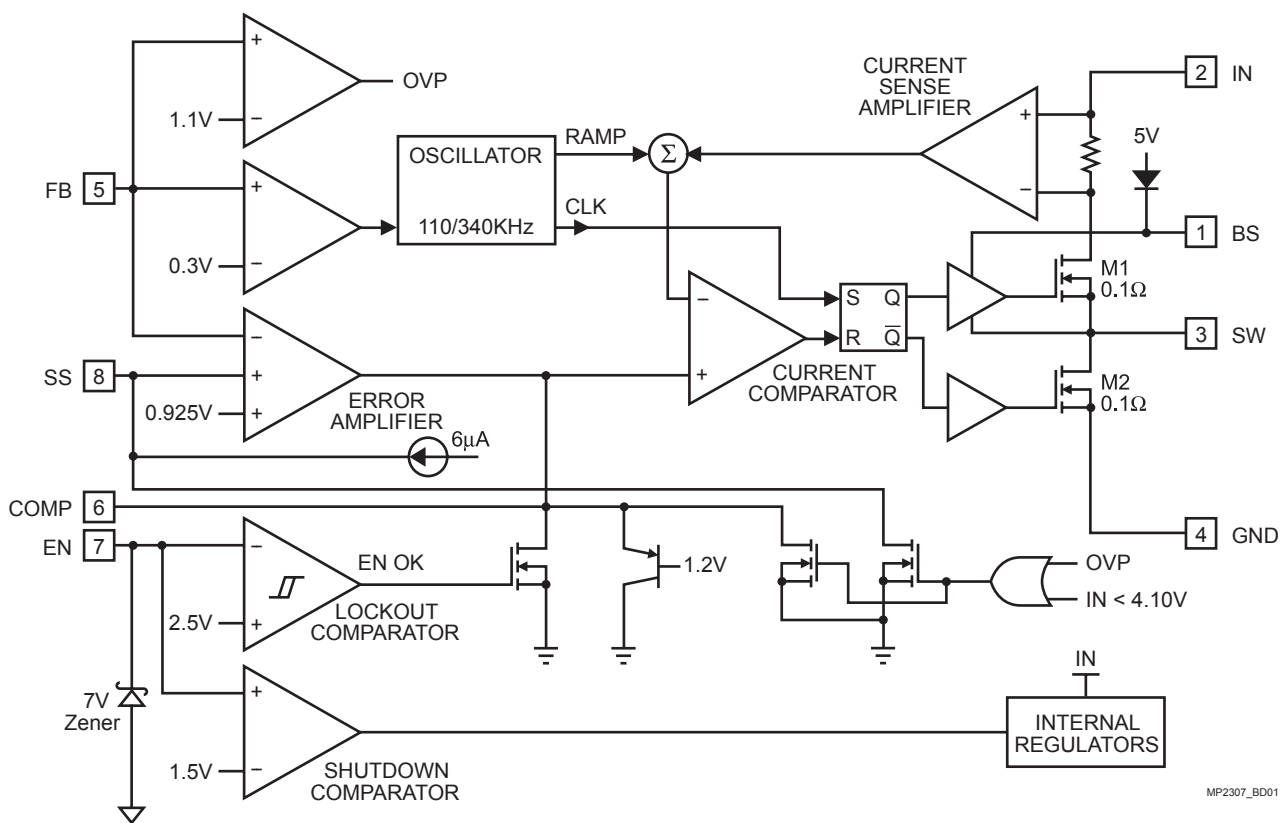 +
OVP
1.1V
−
CURRENT
SENSE
AMPLIFIER
2 IN
+
−
5V
OSCILLATOR
110/340KHz
RAMP
Σ
CLK
FB 5
+
0.3V
−
1 BS
M1
0.1Ω
S Q
R Q̅
3 SW
−
+
CURRENT
COMPARATOR
−
SS 8
+
0.925V
+
ERROR
AMPLIFIER
6µA
M2
0.1Ω
COMP 6
EN 7
4 GND
−
EN OK
2.5V
+
LOCKOUT
COMPARATOR
1.2V
OVP
IN < 4.10V
7V
Zener
+
1.5V
−
SHUTDOWN
COMPARATOR
IN
INTERNAL
REGULATORS
MP2307_BD01